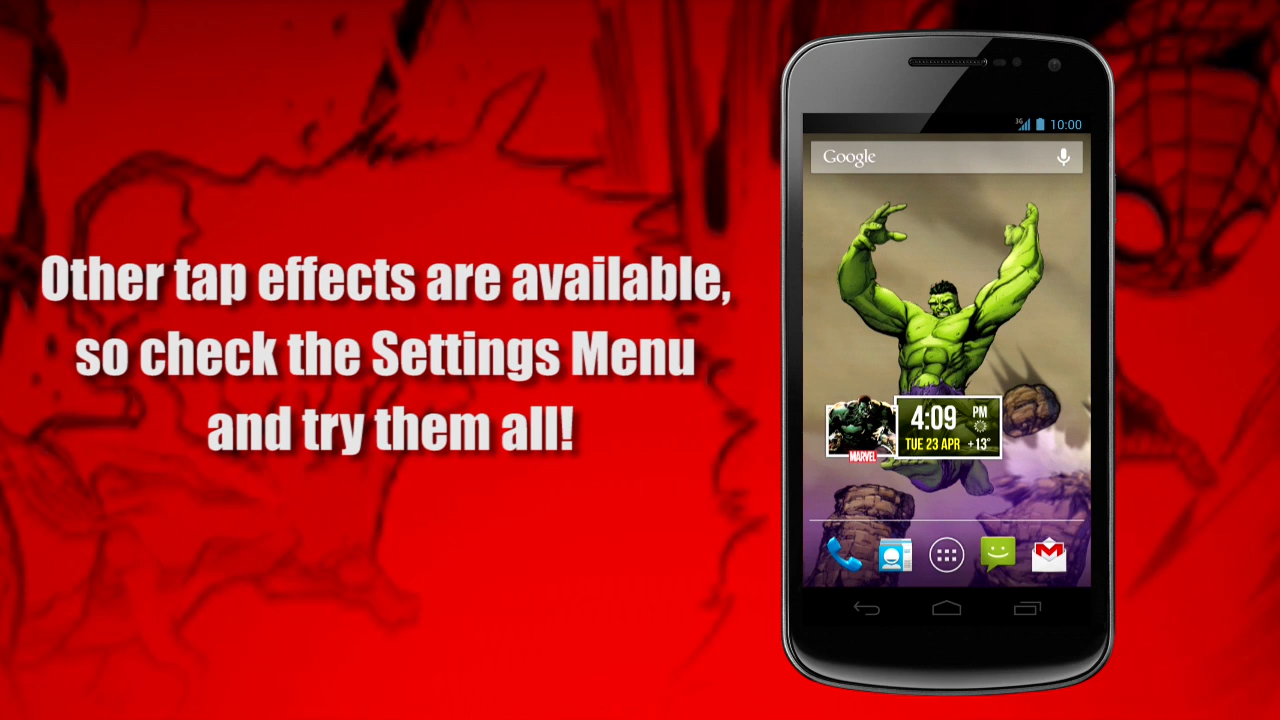 Other tap effects are available,
so check the Settings Menu
and try them all!
3G 10:00
Google
4:09 PM
TUE 23 APR +13°
MARVEL